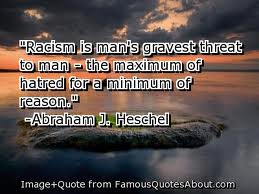 "Racism is man's gravest threat
to man - the maximum of
hatred for a minimum of
reason."
-Abraham J. Heschel
Image+Quote from FamousQuotesAbout.com